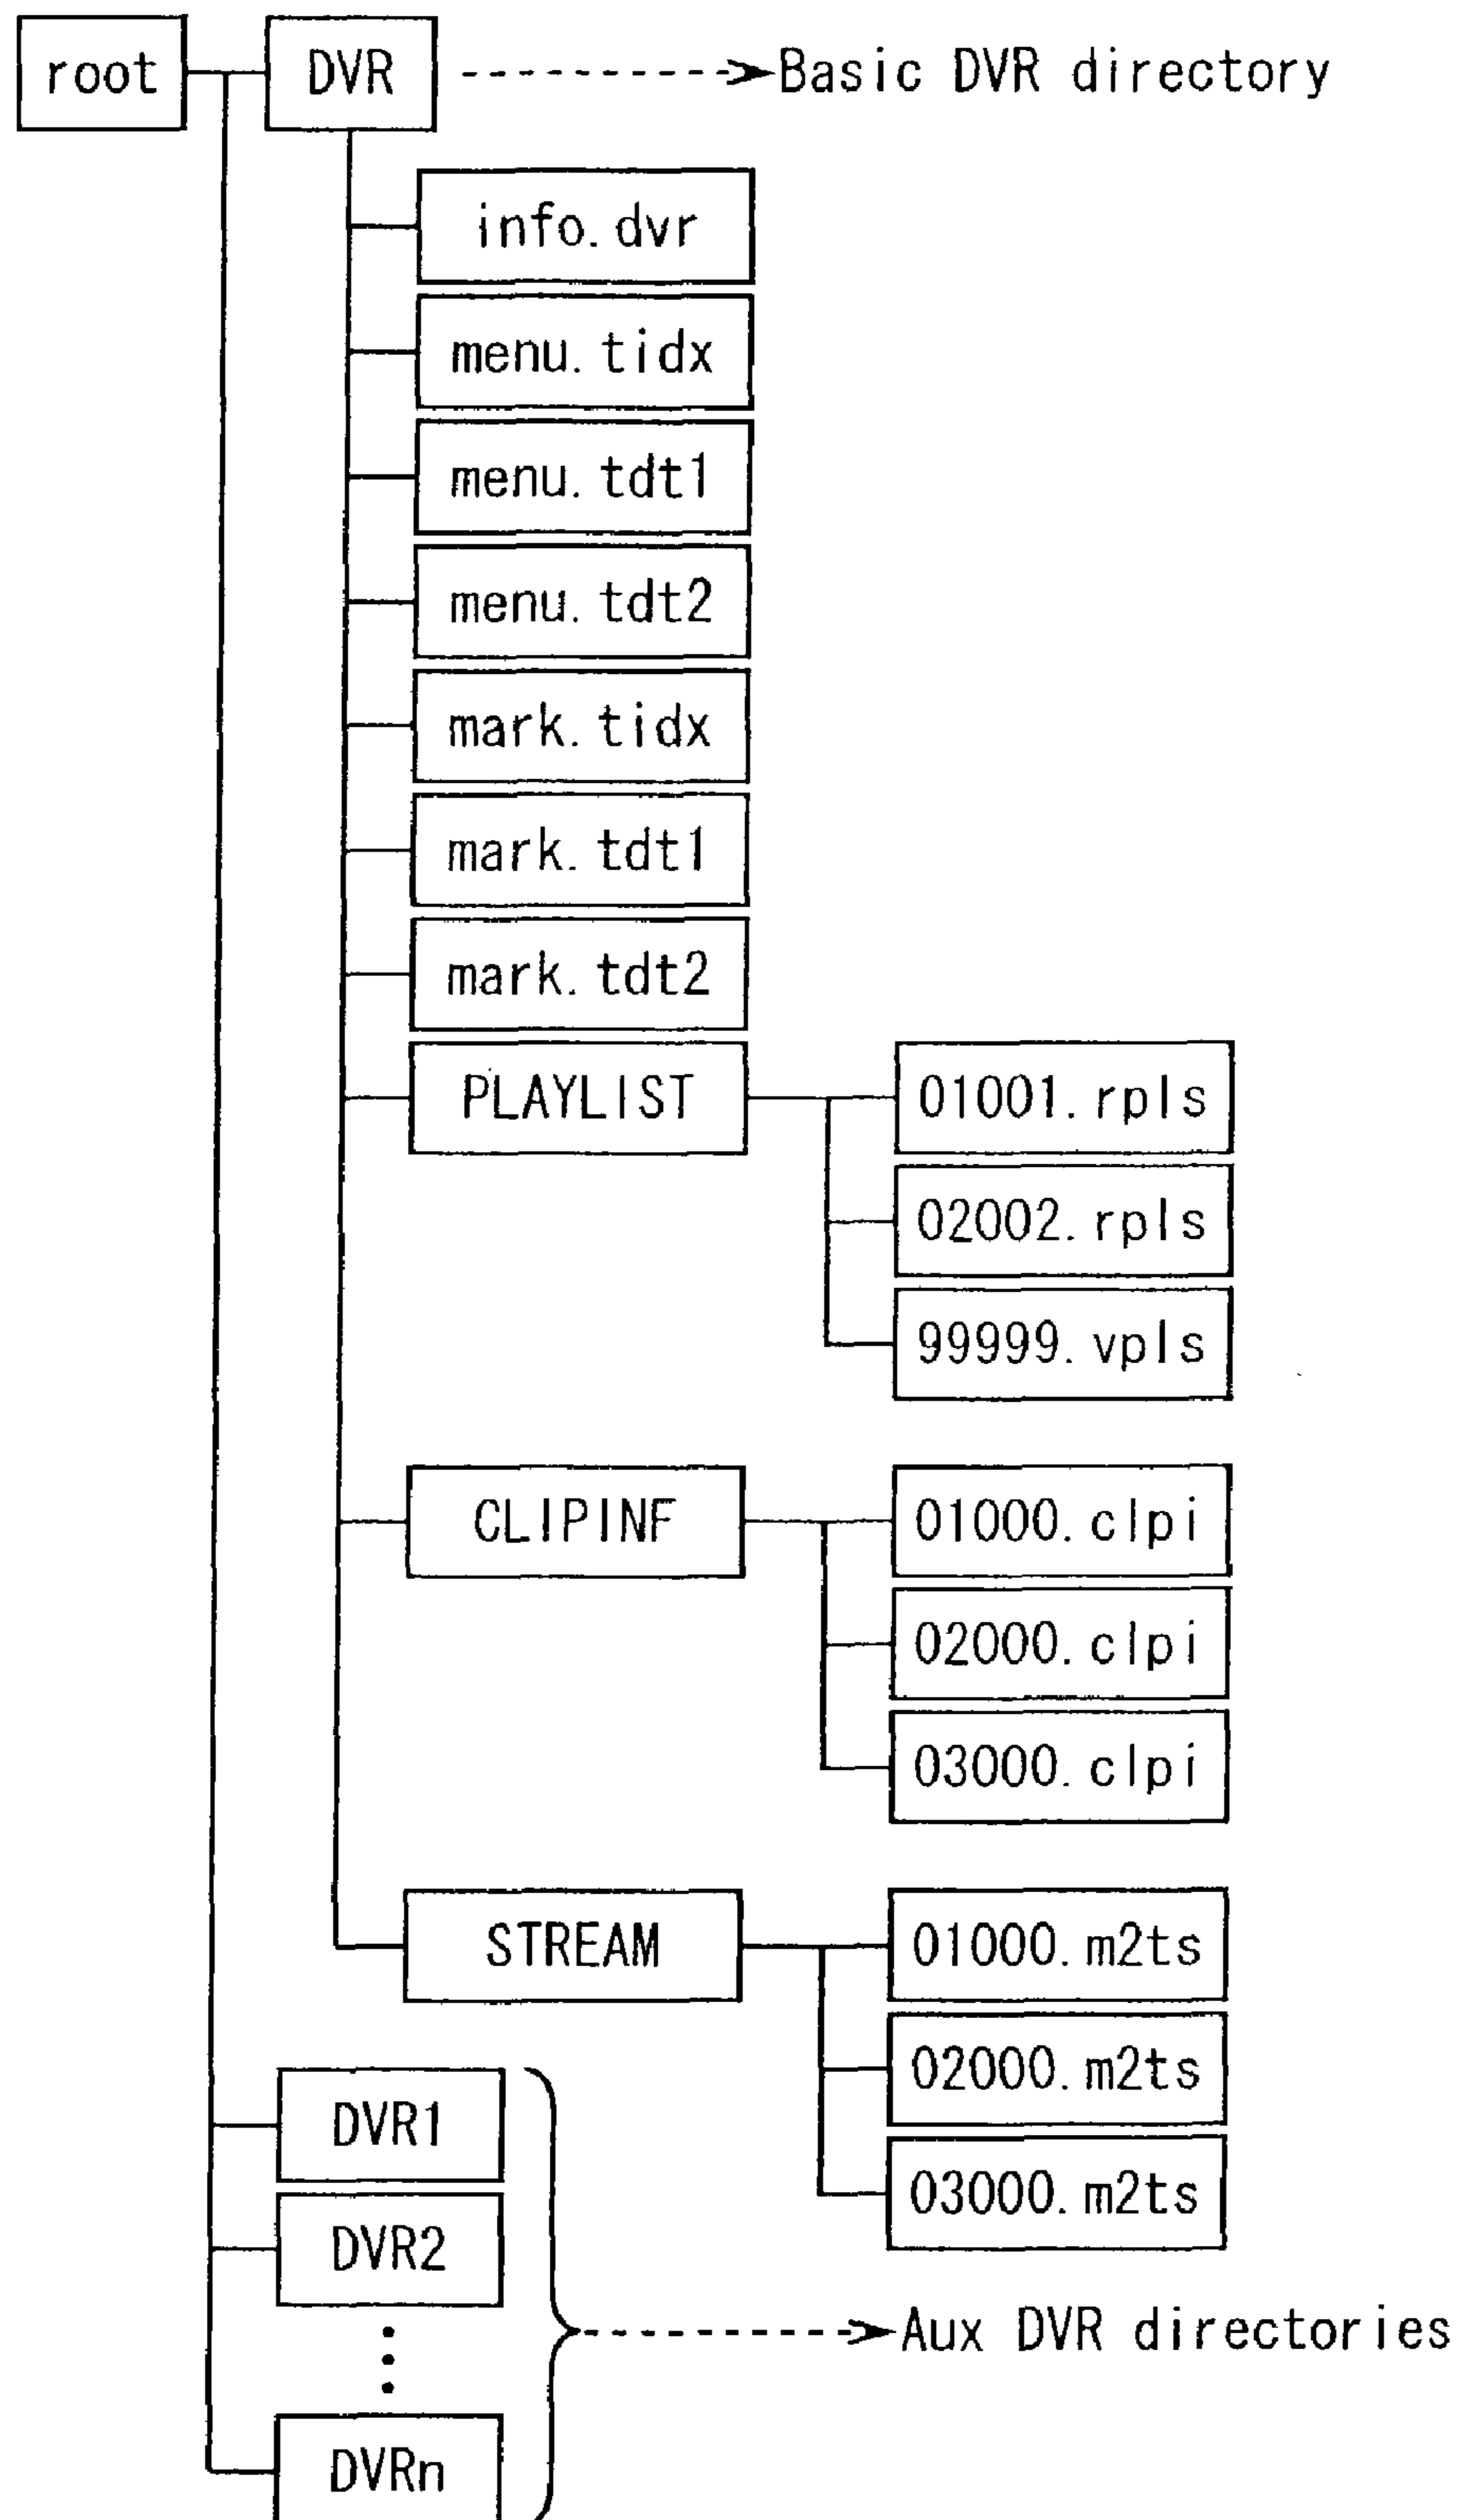 root
DVR
Basic DVR directory
info.dvr
menu.tidx
menu.tdt1
menu.tdt2
mark.tidx
mark.tdt1
mark.tdt2
PLAYLIST
01001.rpls
02002.rpls
99999.vpls
CLIPINF
01000.clpi
02000.clpi
03000.clpi
STREAM
01000.m2ts
02000.m2ts
03000.m2ts
DVR1
DVR2
DVRn
Aux DVR directories